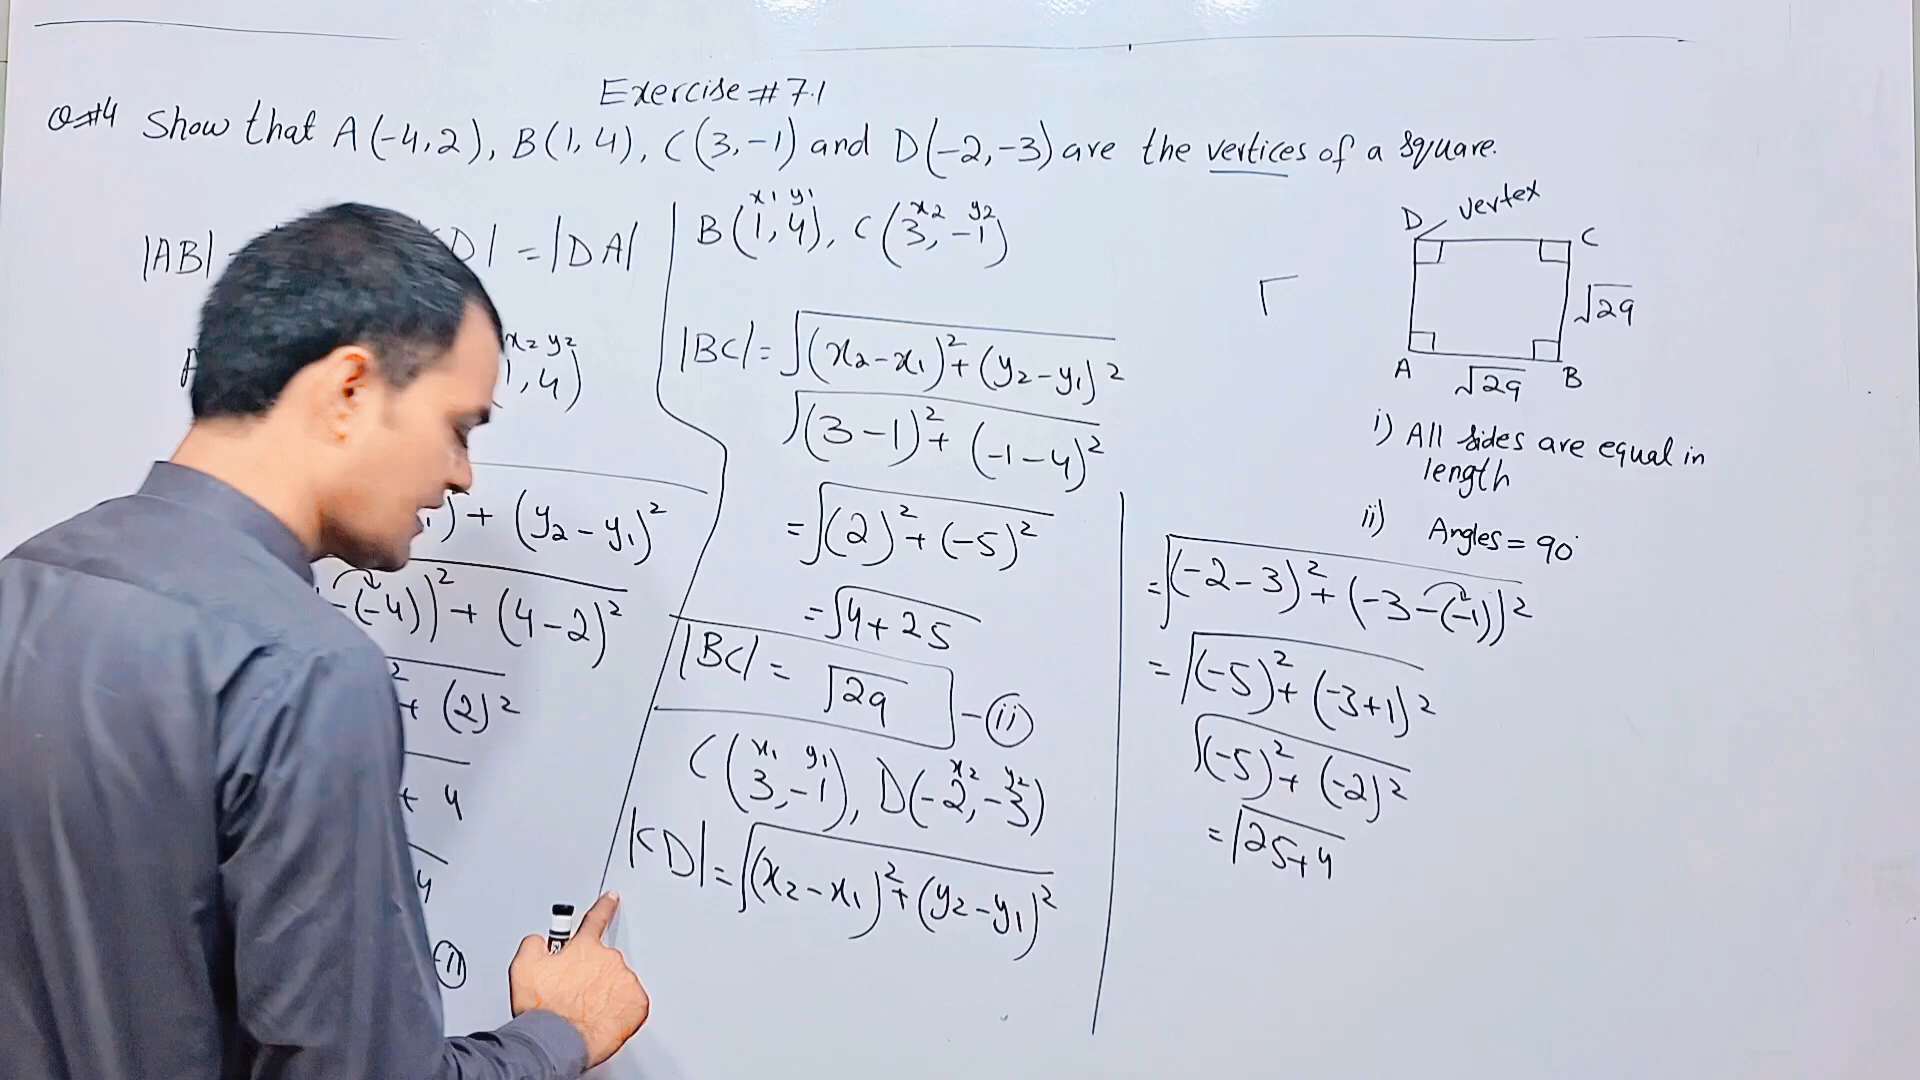 Exercise # 7.1
Q#4 Show that A(-4,2), B(1,4), C(3,-1) and D(-2,-3) are the vertices of a square.
|AB| D| = |DA|
x2 y2
1,4)
) + (y2-y1)²
-(-4))² + (4-2)²
² + (2)²
+ 4
4
x1 y1 x2 y2
B(1,4), C(3,-1)
|BC| = √(x2-x1)²+(y2-y1)²
√(3-1)²+(-1-4)²
= √(2)²+(-5)²
= √4+25
|BC| = √29 -(ii)
x1 y1 x2 y2
C(3,-1), D(-2,-3)
|CD| = √(x2-x1)²+(y2-y1)²
D vertex C
√29
A √29 B
i) All sides are equal in
length
ii) Angles = 90°
= √(-2-3)²+(-3-(-1))²
= √(-5)²+(-3+1)²
√(-5)²+(-2)²
= √25+4